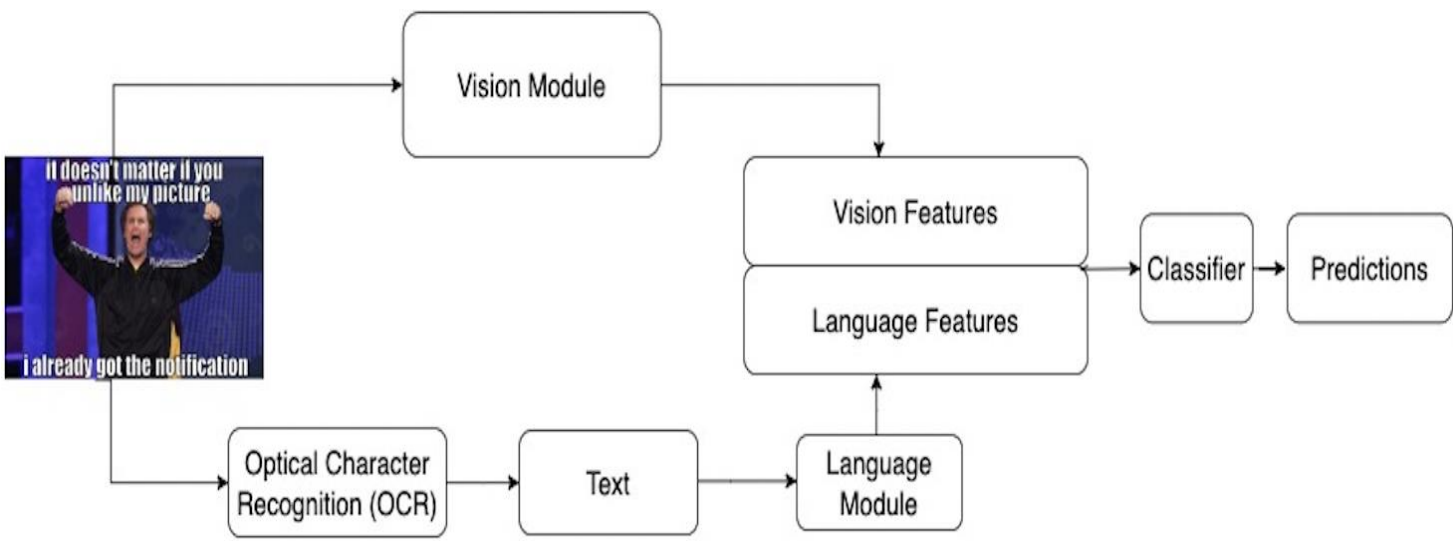 Vision Module
it doesn't matter if you
unlike my picture
i already got the notification
Vision Features
Language Features
Classifier
Predictions
Optical Character
Recognition (OCR)
Text
Language
Module